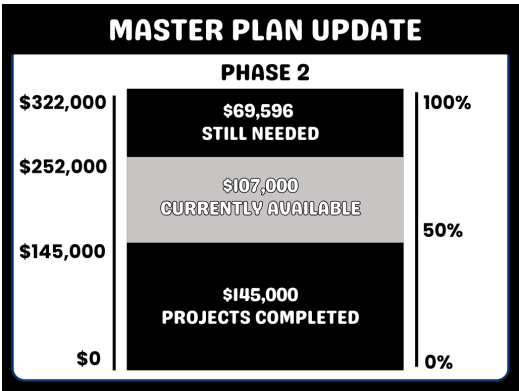 MASTER PLAN UPDATE
PHASE 2
$322,000
$69,596
STILL NEEDED
100%
$252,000
$107,000
CURRENTLY AVAILABLE
50%
$145,000
$145,000
PROJECTS COMPLETED
$0
0%